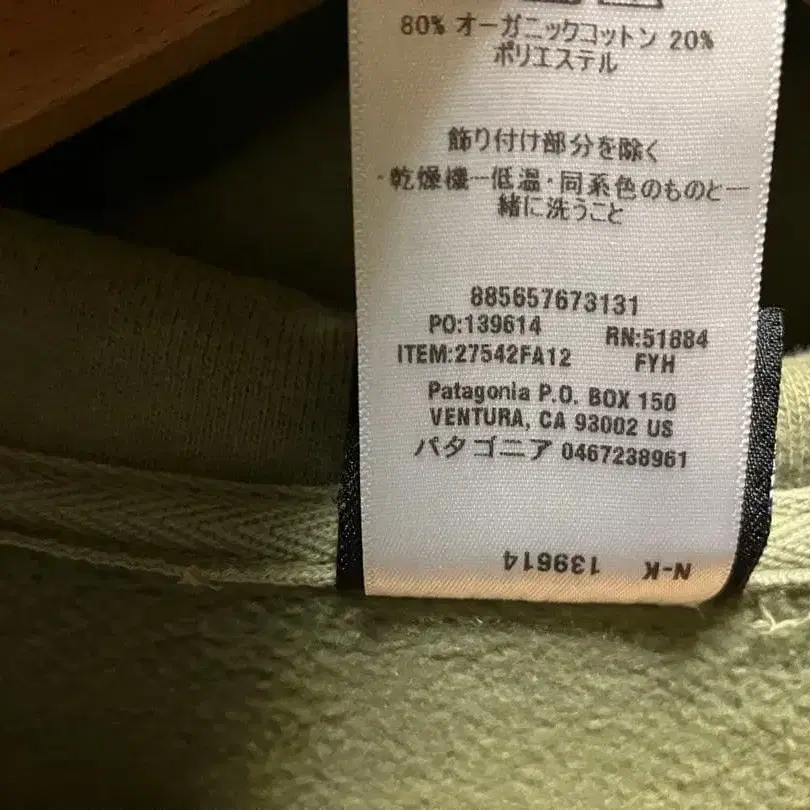 80% オーガニックコットン 20%
ポリエステル
飾り付け部分を除く
・乾燥機…低温・同系色のものと一
緒に洗うこと
885657673131
PO:139614 RN:51884
ITEM:27542FA12 FYH
Patagonia P.O. BOX 150
VENTURA, CA 93002 US
パタゴニア 0467238961
N-K 139614